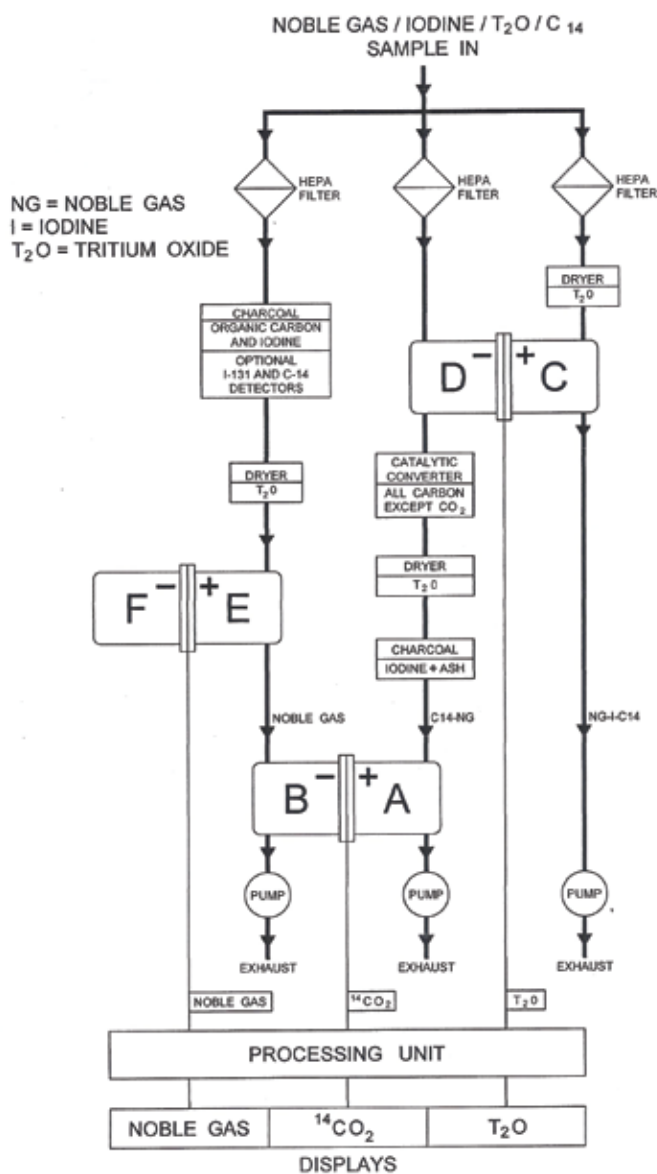 NOBLE GAS / IODINE / T₂O / C ₁₄
SAMPLE IN
HEPA
FILTER
HEPA
FILTER
HEPA
FILTER
NG = NOBLE GAS
I = IODINE
T₂O = TRITIUM OXIDE
DRYER
T₂O
CHARCOAL
ORGANIC CARBON
AND IODINE
OPTIONAL
I-131 AND C-14
DETECTORS
D - + C
CATALYTIC
CONVERTER
ALL CARBON
EXCEPT CO₂
DRYER
T₂O
DRYER
T₂O
F - + E
CHARCOAL
IODINE + ASH
NOBLE GAS
C14-NG
NG-I-C14
B - + A
PUMP
PUMP
PUMP
EXHAUST
EXHAUST
EXHAUST
NOBLE GAS
¹⁴CO₂
T₂O
PROCESSING UNIT
NOBLE GAS
¹⁴CO₂
T₂O
DISPLAYS